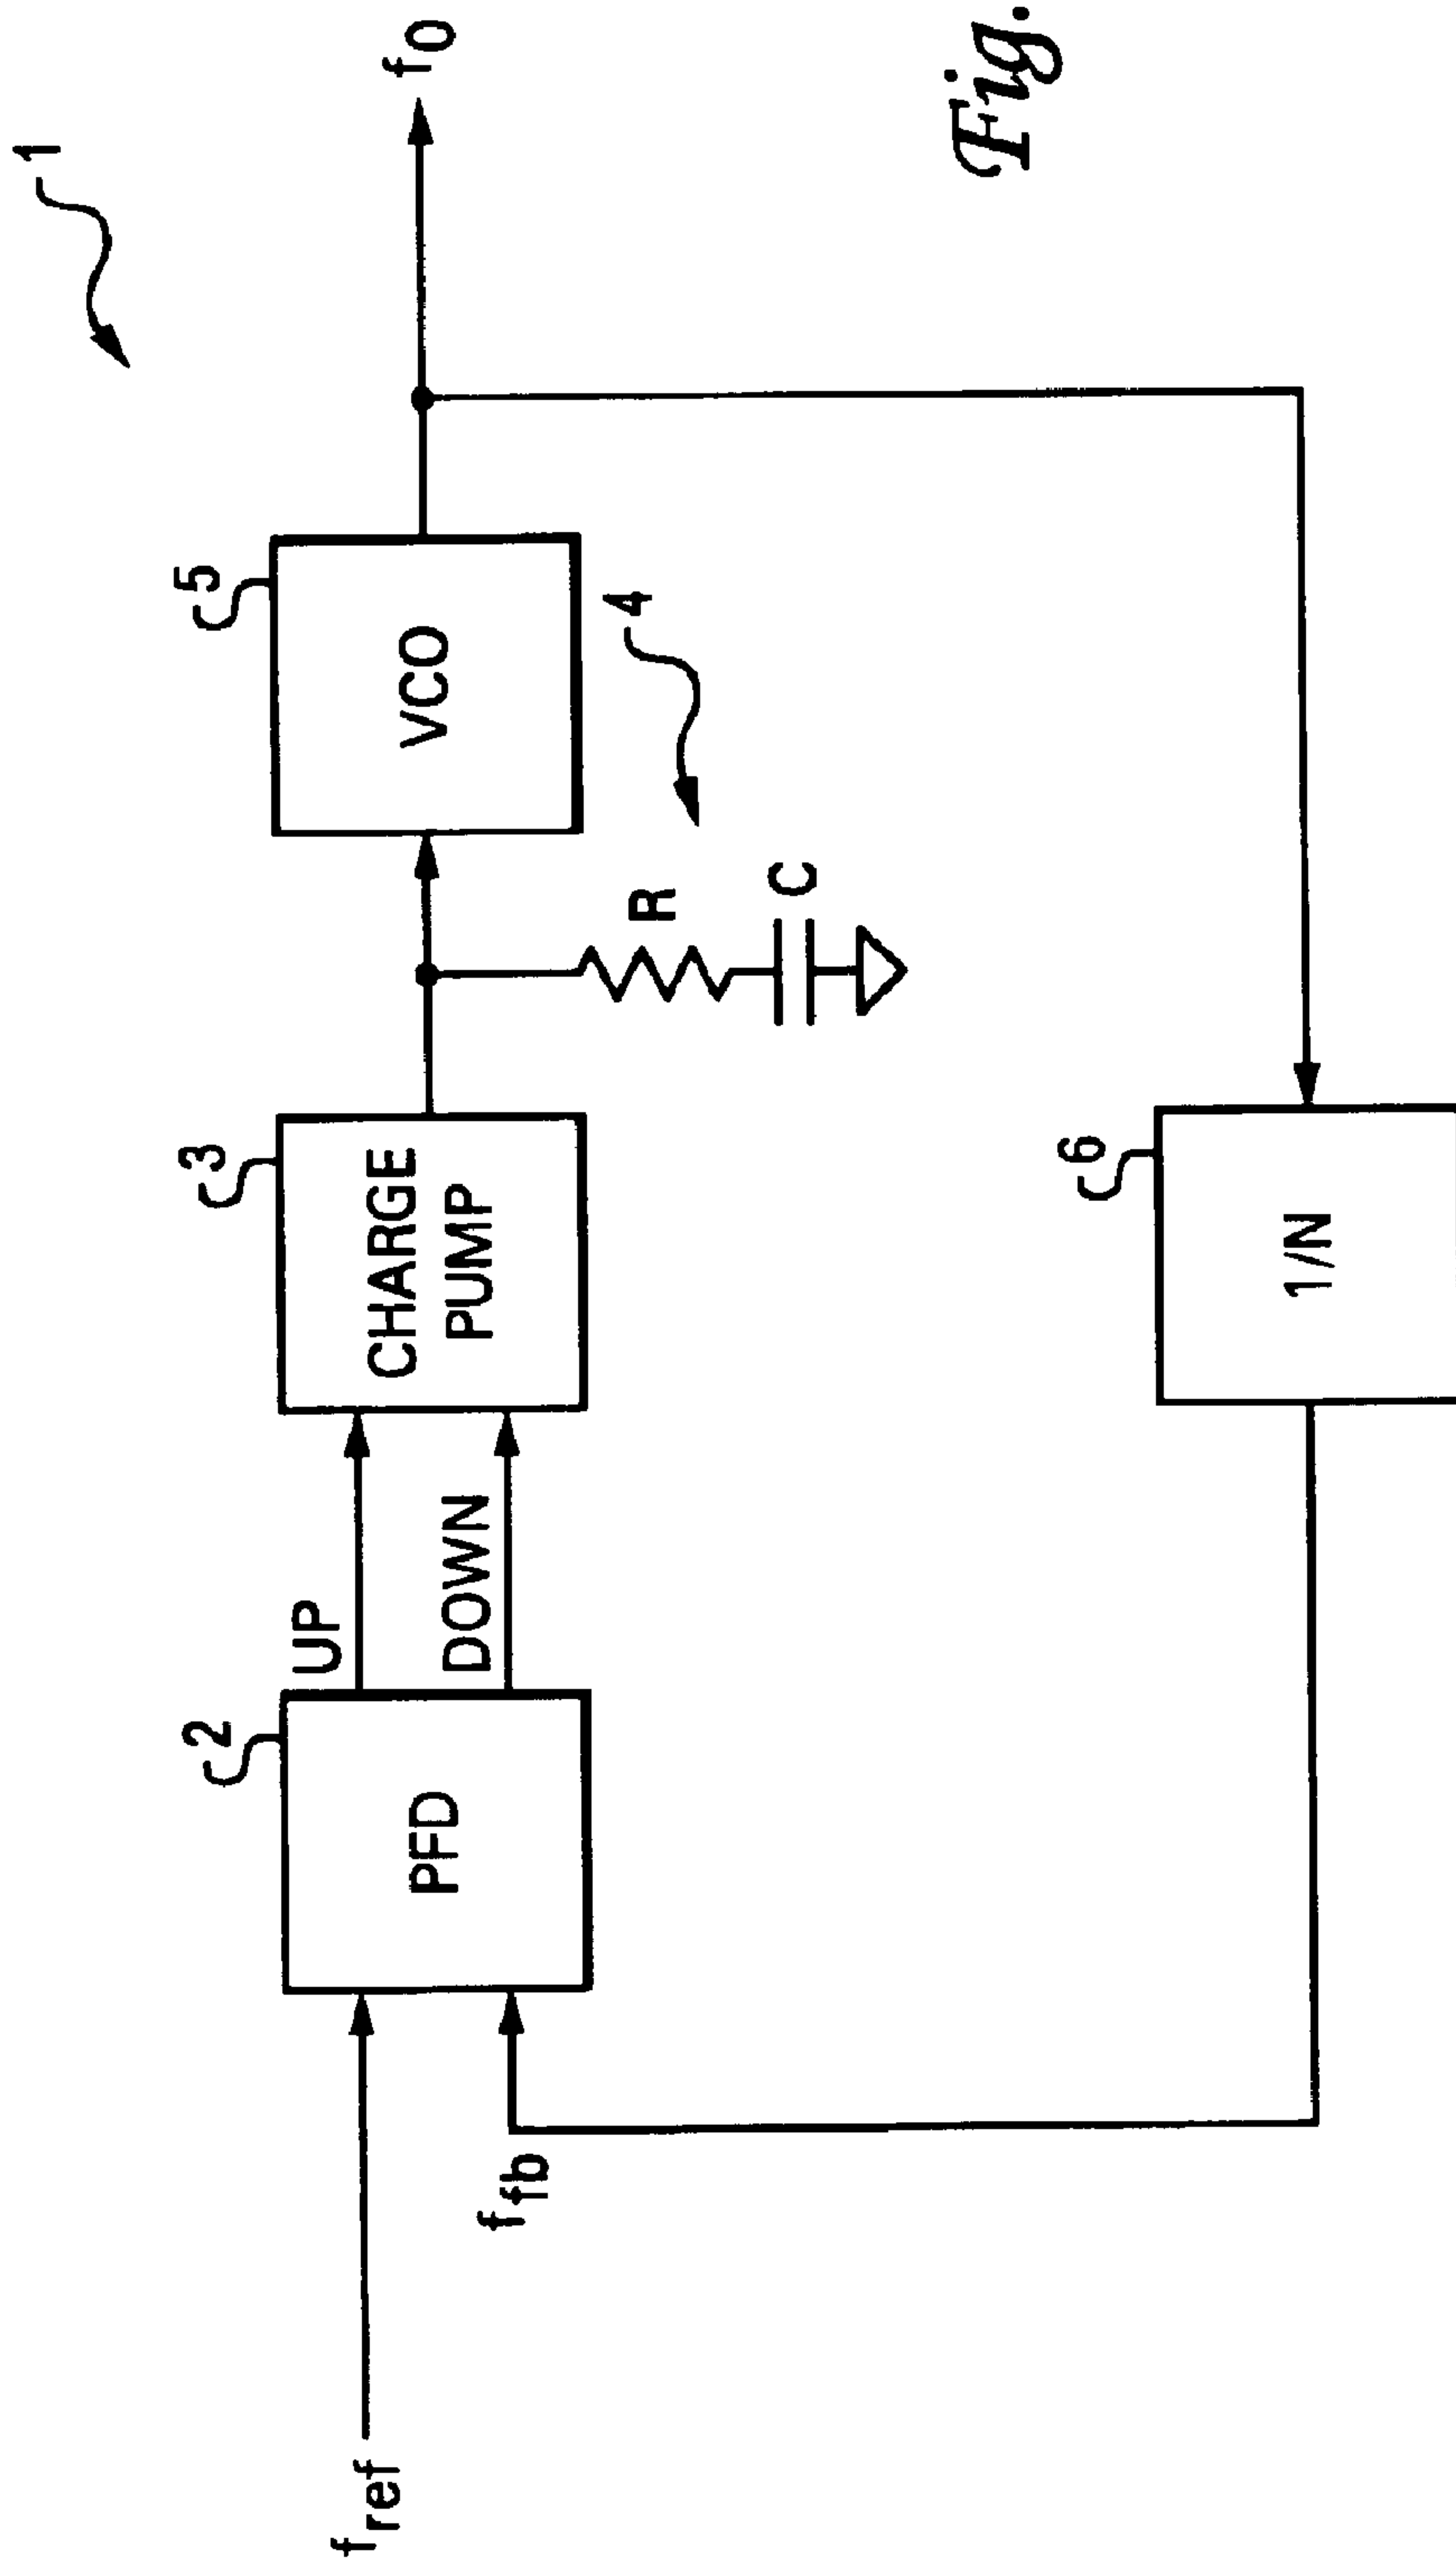 1
f0
5
VCO
4
R
C
3
CHARGE
PUMP
UP
DOWN
2
PFD
fref
ffb
6
1/N
Fig.